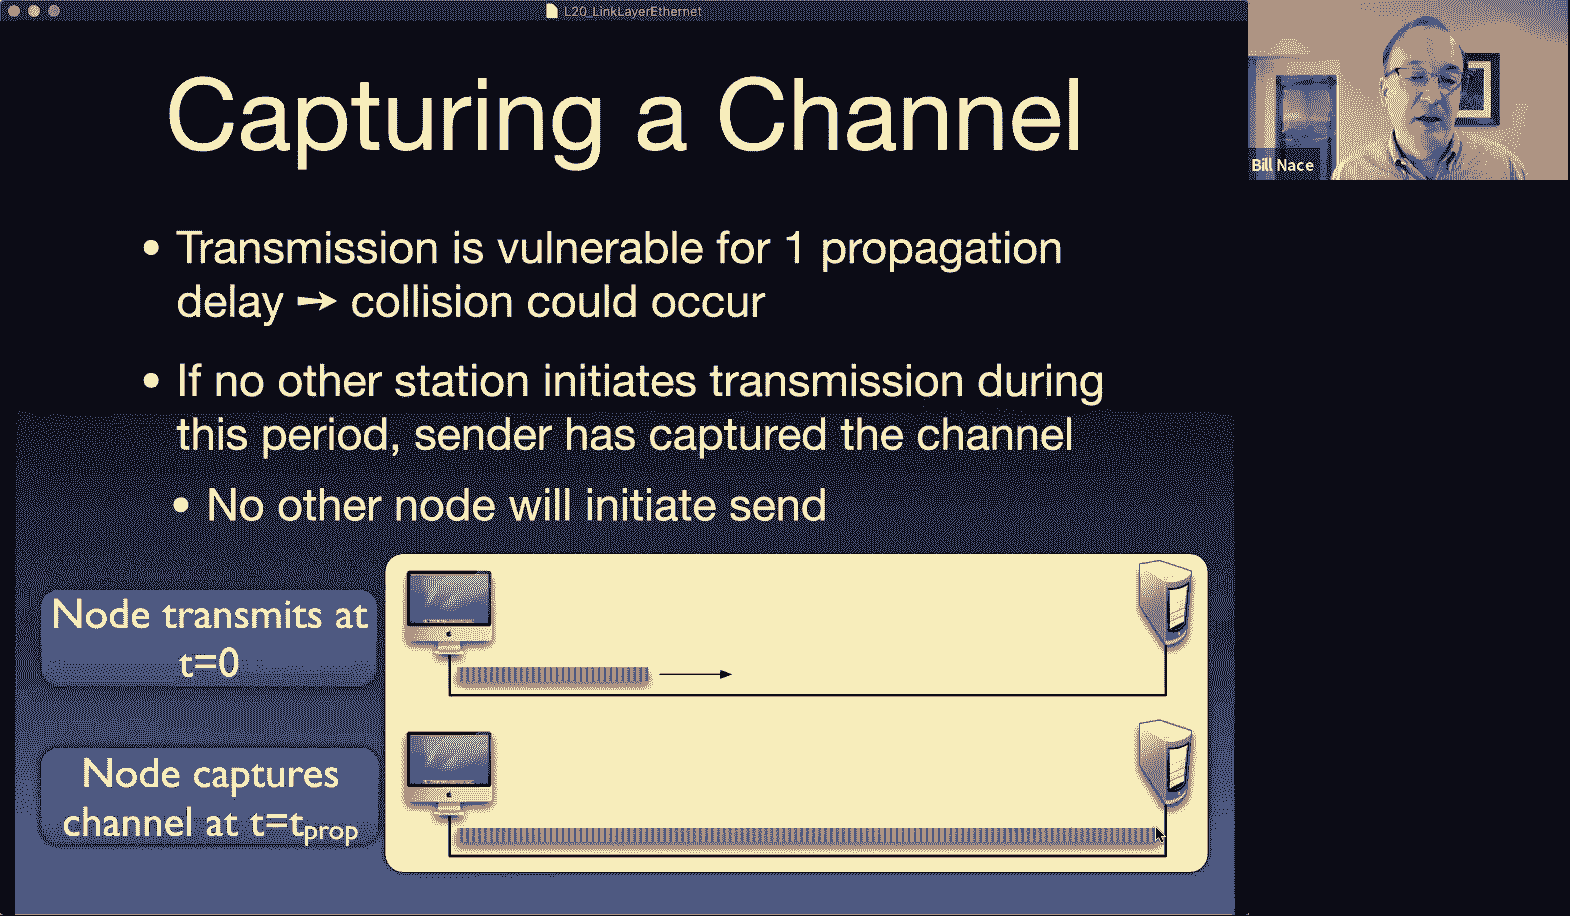 L20_LinkLayerEthernet
Capturing a Channel
Bill Nace
• Transmission is vulnerable for 1 propagation
delay → collision could occur
• If no other station initiates transmission during
this period, sender has captured the channel
• No other node will initiate send
Node transmits at
t=0
Node captures
channel at t=tprop